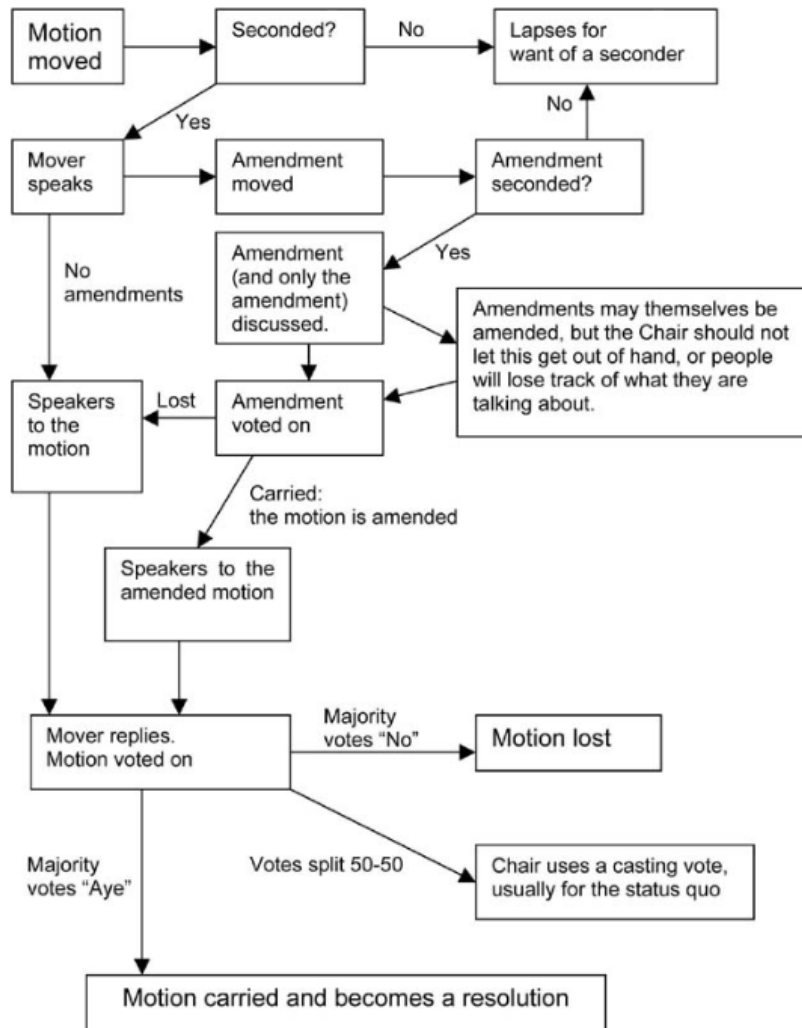 Motion
moved
Seconded?
No
Lapses for
want of a seconder
Yes
No
Mover
speaks
Amendment
moved
Amendment
seconded?
No
amendments
Amendment
(and only the
amendment)
discussed.
Yes
Amendments may themselves be
amended, but the Chair should not
let this get out of hand, or people
will lose track of what they are
talking about.
Speakers
to the
motion
Lost
Amendment
voted on
Carried:
the motion is amended
Speakers to the
amended motion
Mover replies.
Motion voted on
Majority
votes “No”
Motion lost
Majority
votes “Aye”
Votes split 50-50
Chair uses a casting vote,
usually for the status quo
Motion carried and becomes a resolution